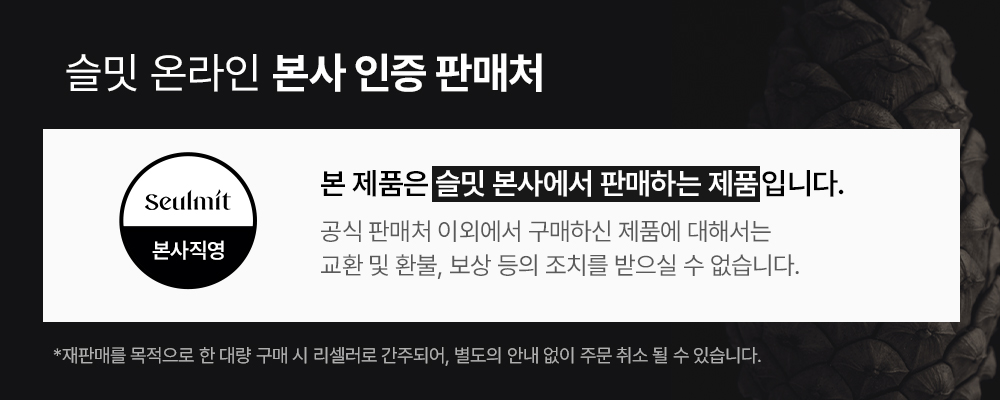 슬밋 온라인 본사 인증 판매처
seulmit
본사직영
본 제품은 슬밋 본사에서 판매하는 제품입니다.
공식 판매처 이외에서 구매하신 제품에 대해서는
교환 및 환불, 보상 등의 조치를 받으실 수 없습니다.
*재판매를 목적으로 한 대량 구매 시 리셀러로 간주되어, 별도의 안내 없이 주문 취소 될 수 있습니다.